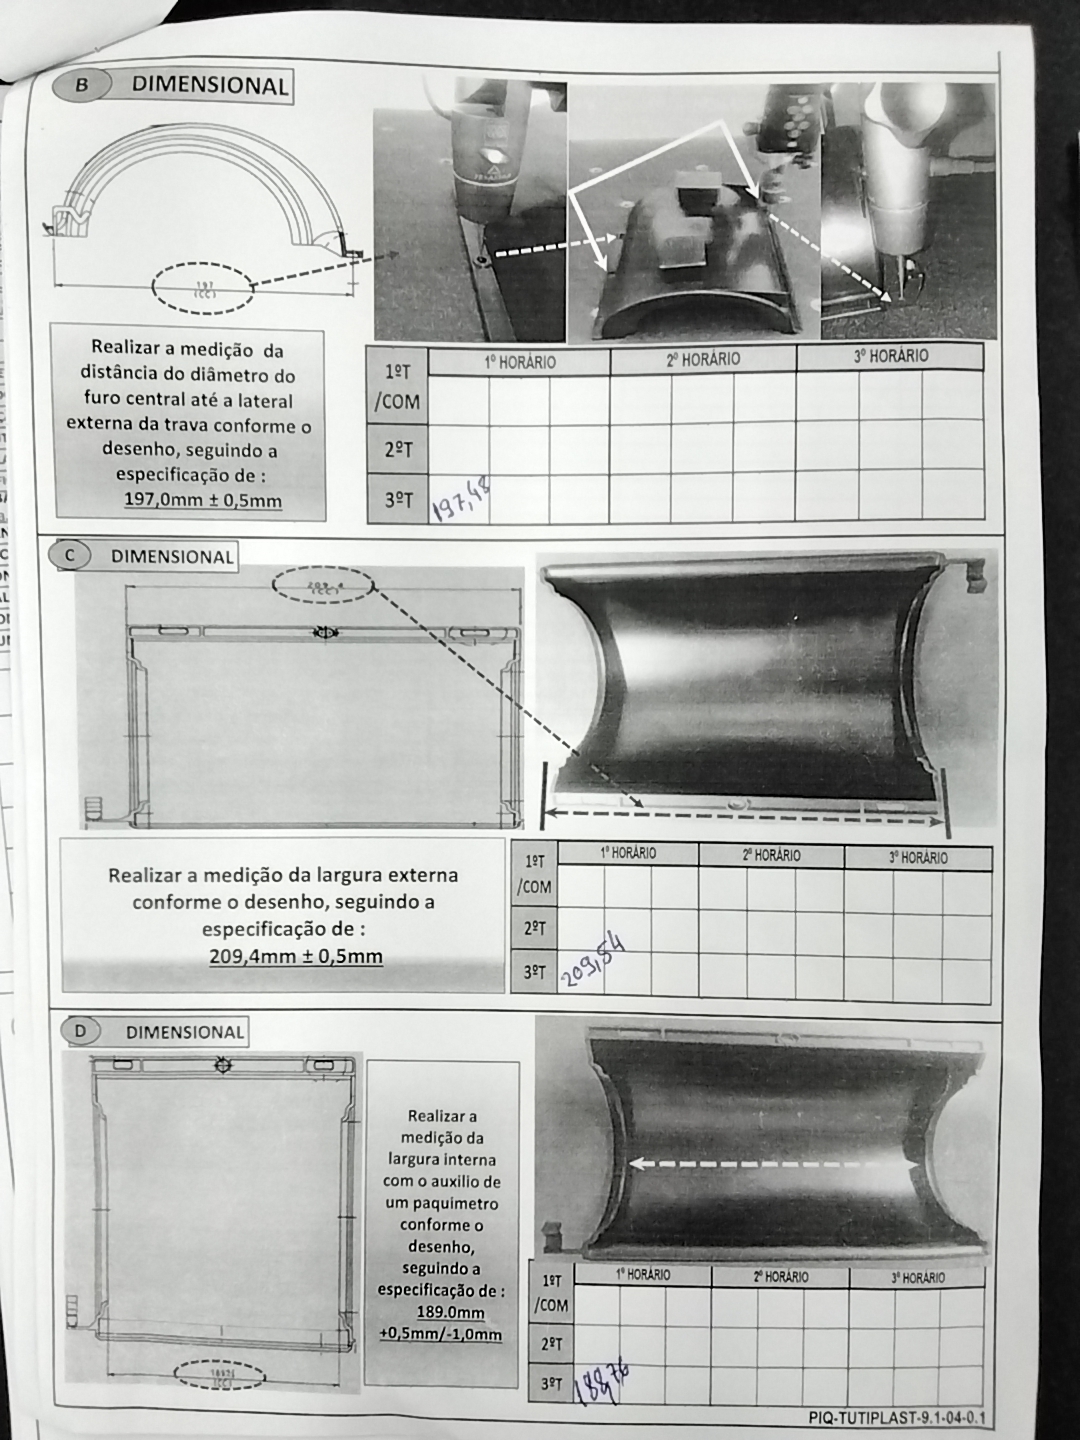 B DIMENSIONAL
197
(CC)
Realizar a medição da
distância do diâmetro do
furo central até a lateral
externa da trava conforme o
desenho, seguindo a
especificação de :
197,0mm ± 0,5mm
1º HORÁRIO 2º HORÁRIO 3º HORÁRIO
1ºT
/COM
2ºT
3ºT 197,48
C DIMENSIONAL
(CC)
Realizar a medição da largura externa
conforme o desenho, seguindo a
especificação de :
209,4mm ± 0,5mm
1º HORÁRIO 2º HORÁRIO 3º HORÁRIO
1ºT
/COM
2ºT
3ºT 209,54
D DIMENSIONAL
(CC)
Realizar a
medição da
largura interna
com o auxilio de
um paquimetro
conforme o
desenho,
seguindo a
especificação de :
189.0mm
+0,5mm/-1,0mm
1º HORÁRIO 2º HORÁRIO 3º HORÁRIO
1ºT
/COM
2ºT
3ºT 188,76
PIQ-TUTIPLAST-9.1-04-0.1